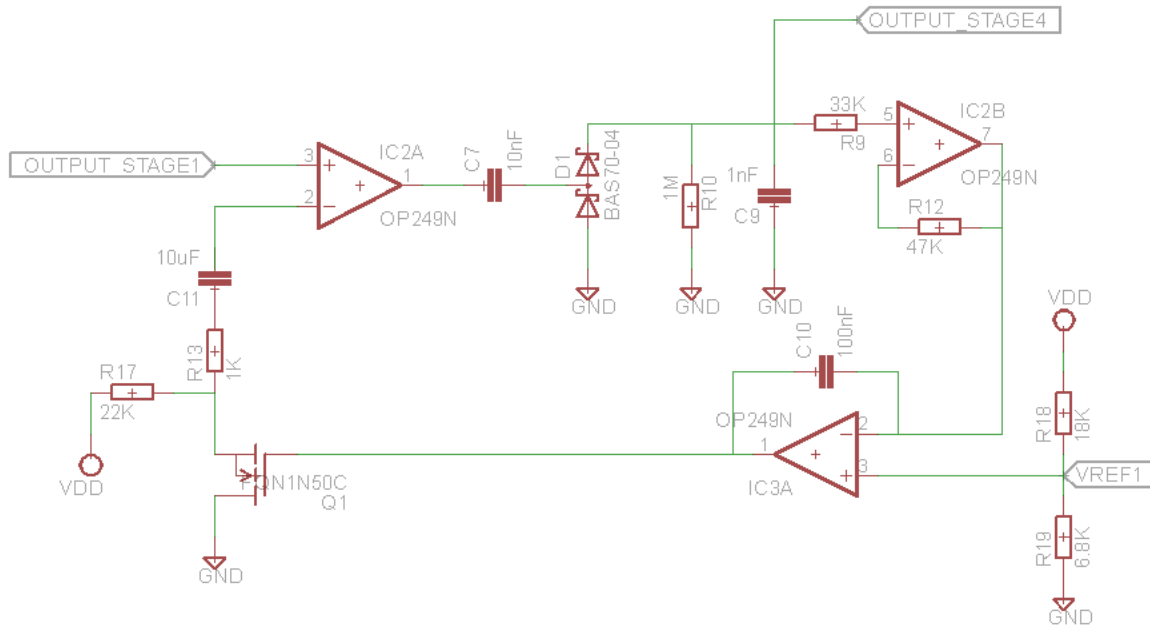 OUTPUT_STAGE4
OUTPUT_STAGE1
3
2
1
IC2A
OP249N
C7
10nF
D1
BAS70-04
GND
1M
R10
GND
1nF
C9
GND
33K
R9
5
6
7
IC2B
OP249N
R12
47K
10uF
C11
R13
1K
R17
22K
VDD
FQN1N50C
Q1
GND
C10
100nF
OP249N
1
2
3
IC3A
VDD
R18
18K
VREF1
R19
6.8K
GND